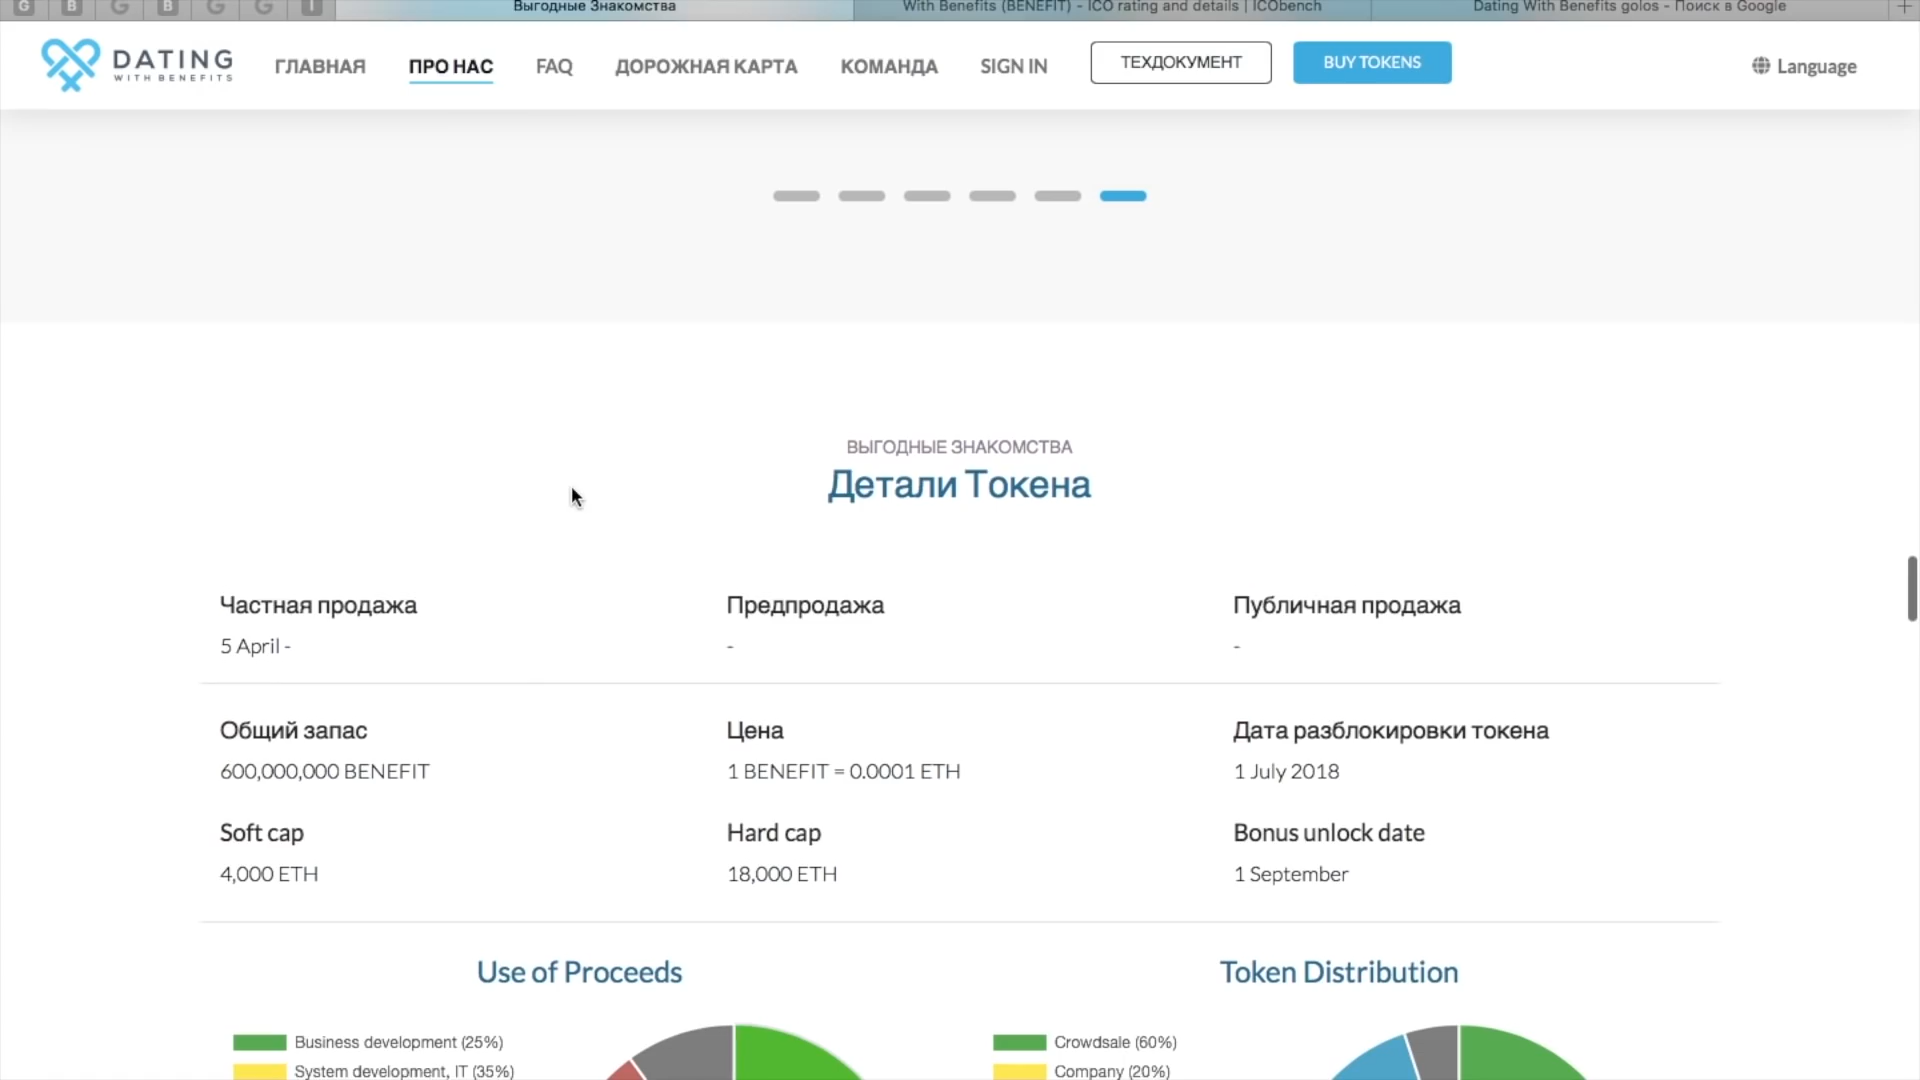 G B G B G G I Выгодные Знакомства With Benefits (BENEFIT) - ICO rating and details | ICObench Dating With Benefits golos - Поиск в Google +
DATING
WITH BENEFITS
ГЛАВНАЯ ПРО НАС FAQ ДОРОЖНАЯ КАРТА КОМАНДА SIGN IN ТЕХДОКУМЕНТ BUY TOKENS Language
ВЫГОДНЫЕ ЗНАКОМСТВА
Детали Токена
Частная продажа Предпродажа Публичная продажа
5 April - - -
Общий запас Цена Дата разблокировки токена
600,000,000 BENEFIT 1 BENEFIT = 0.0001 ETH 1 July 2018
Soft cap Hard cap Bonus unlock date
4,000 ETH 18,000 ETH 1 September
Use of Proceeds Token Distribution
Business development (25%) Crowdsale (60%)
System development, IT (35%) Company (20%)